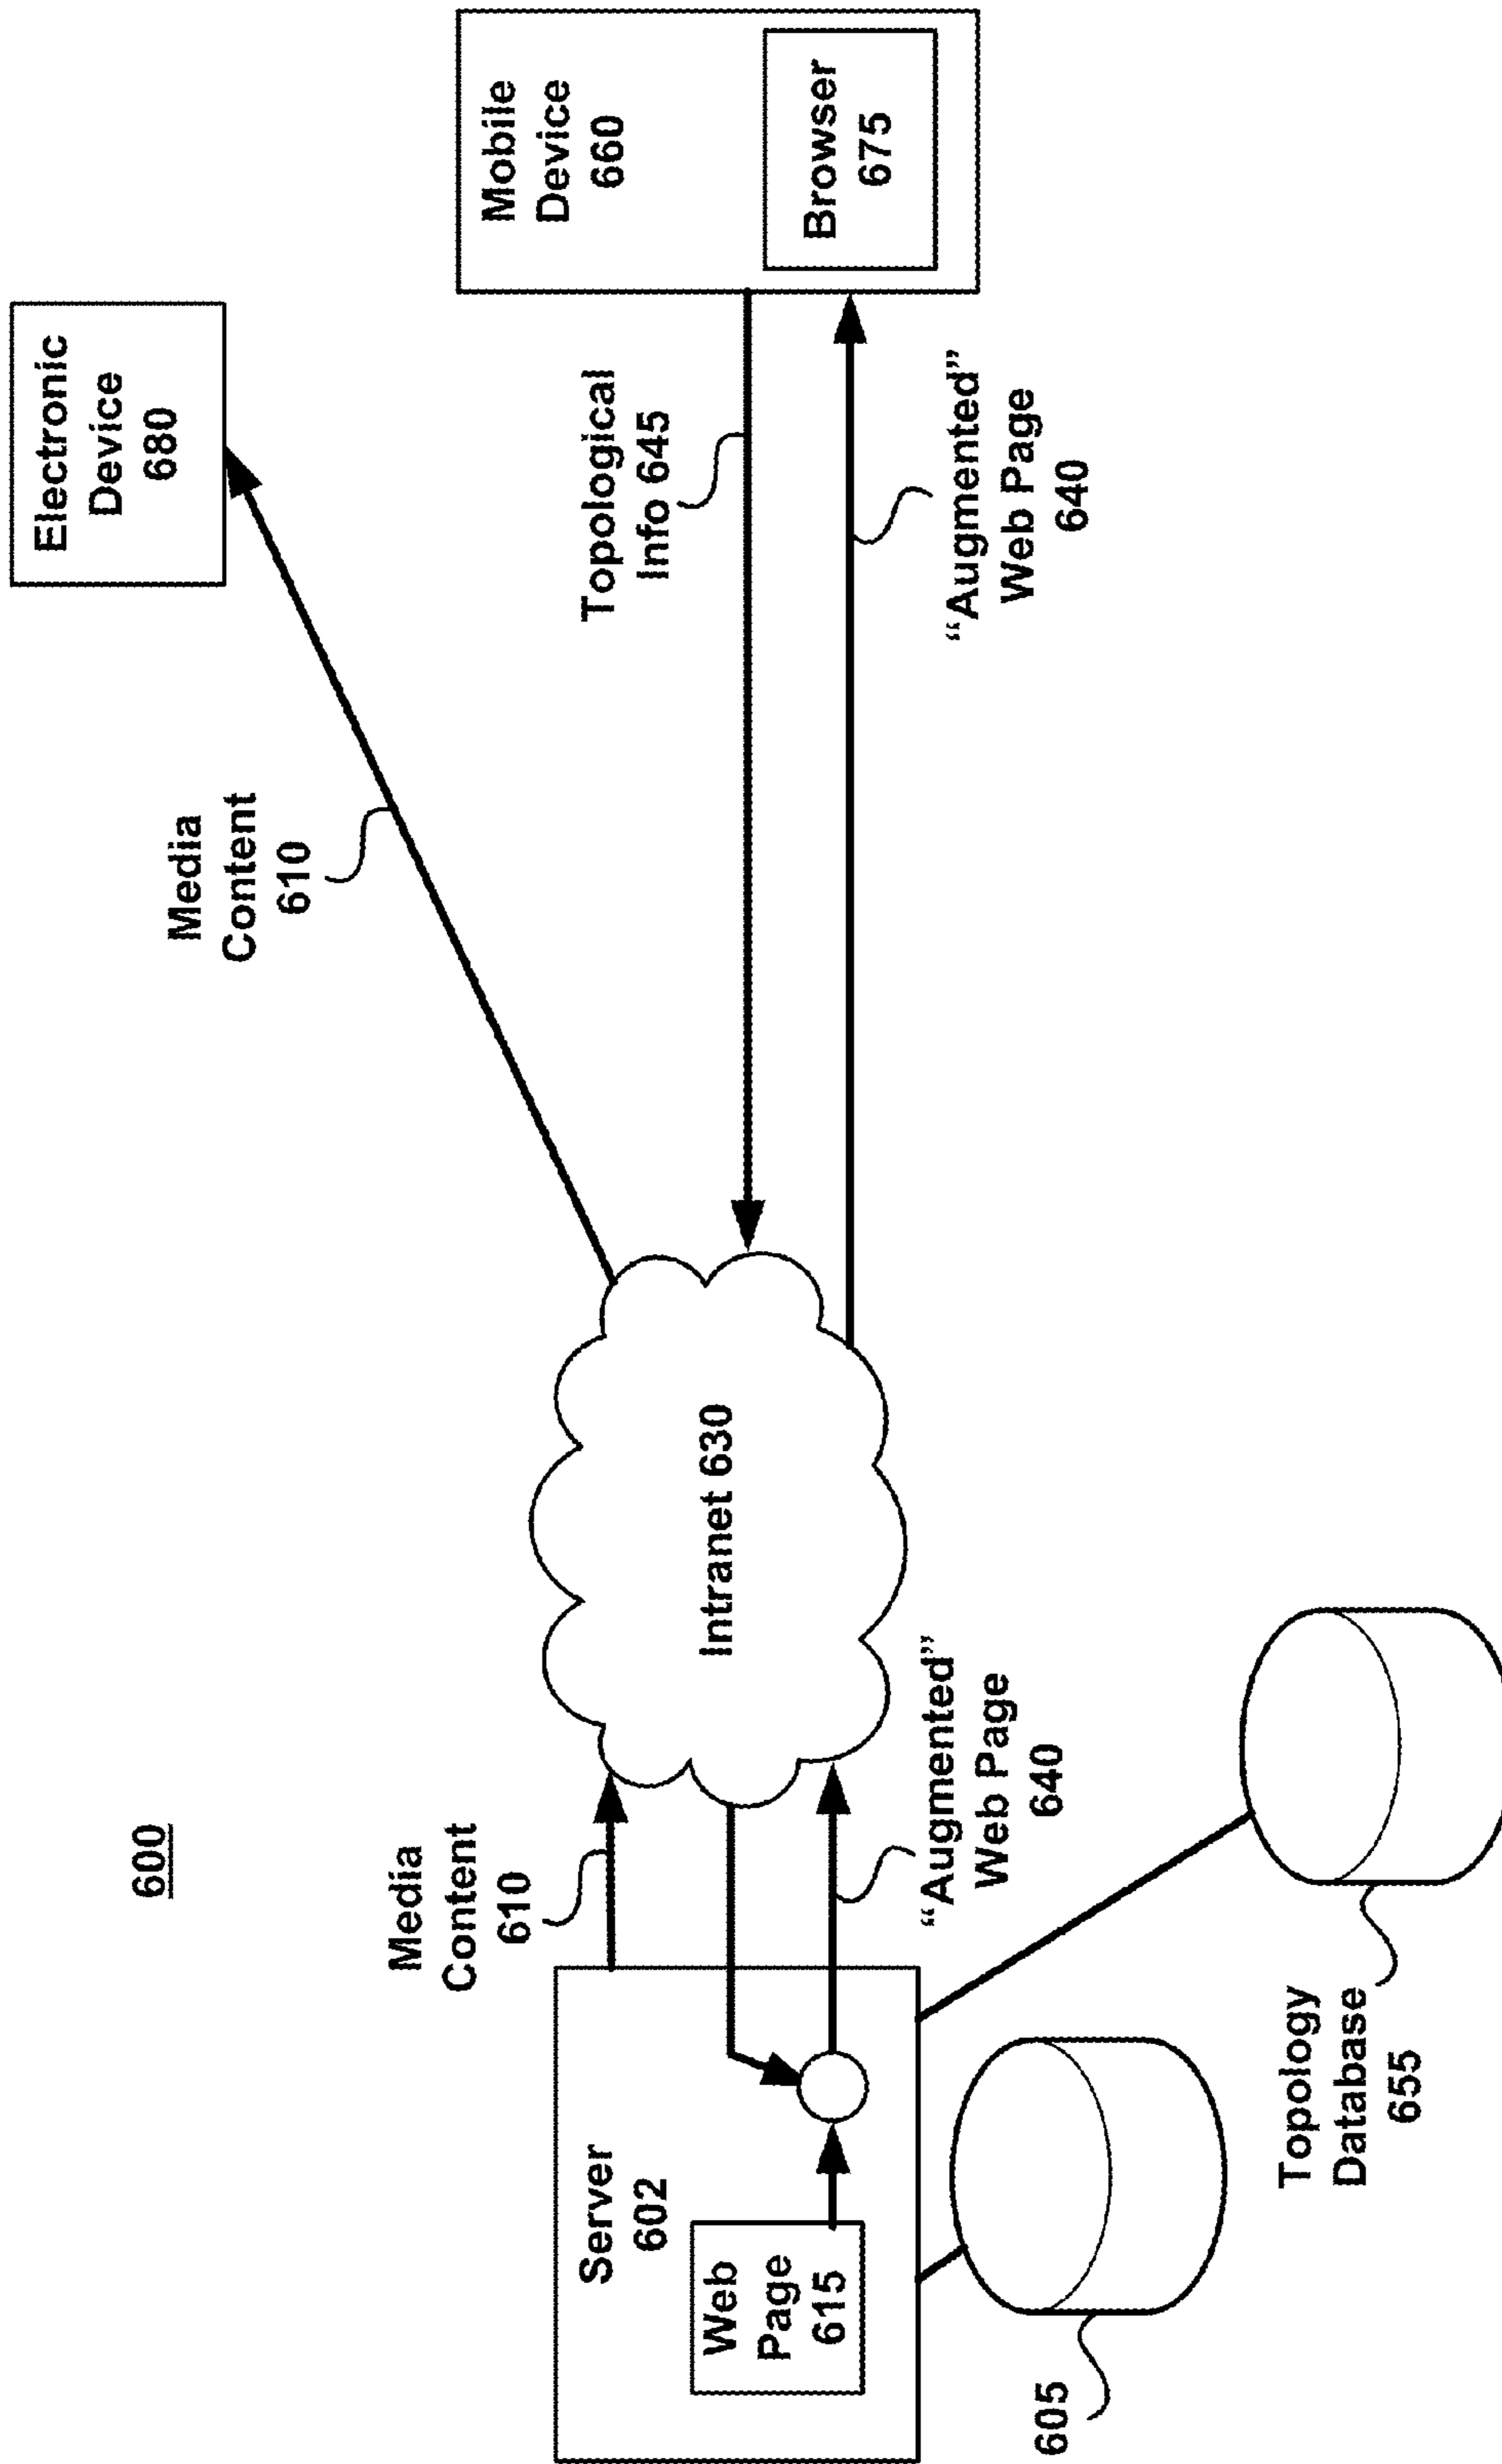 600
Electronic
Device
680
Media
Content
610
Mobile
Device
660
Browser
675
Topological
Info 645
“Augmented”
Web Page
640
Intranet 630
Media
Content
610
“Augmented”
Web Page
640
Server
602
Web
Page
615
605
Topology
Database
655